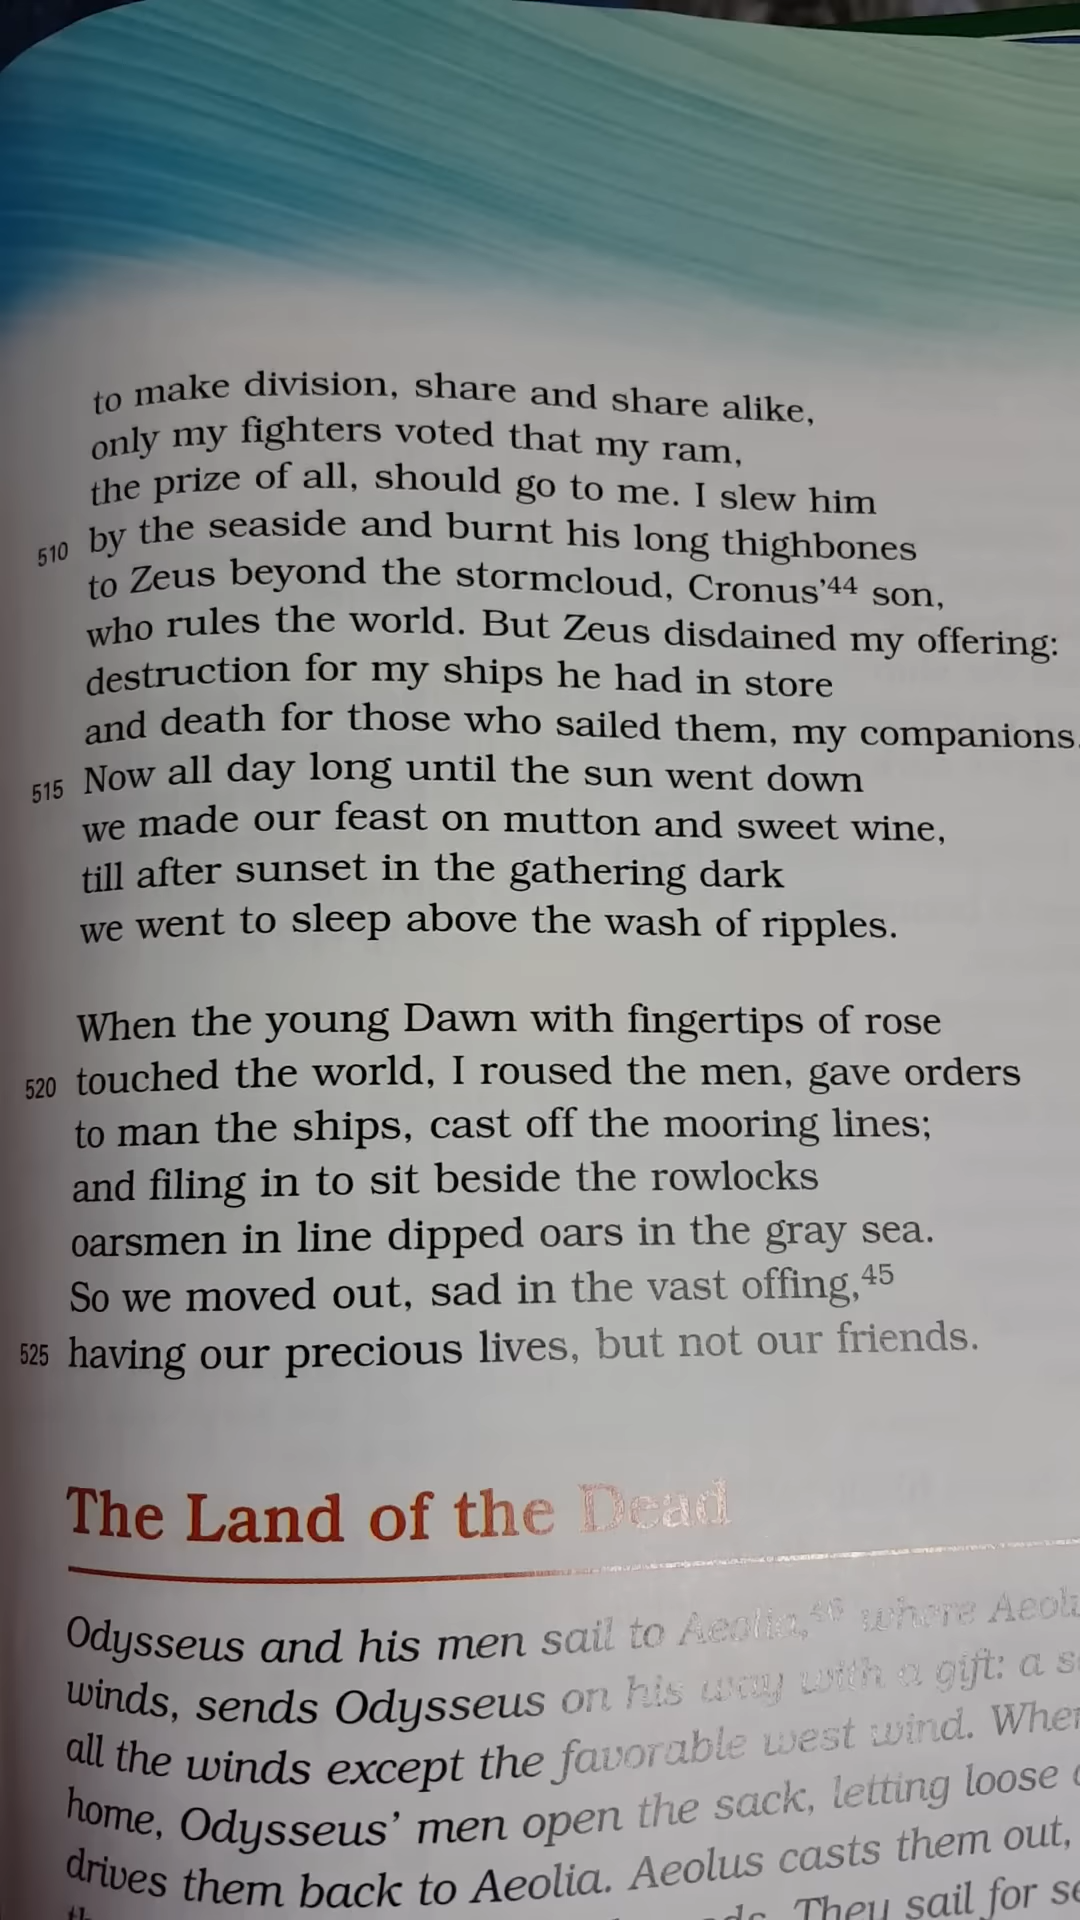 to make division, share and share alike,
only my fighters voted that my ram,
the prize of all, should go to me. I slew him
510 by the seaside and burnt his long thighbones
to Zeus beyond the stormcloud, Cronus’44 son,
who rules the world. But Zeus disdained my offering:
destruction for my ships he had in store
and death for those who sailed them, my companions.
515 Now all day long until the sun went down
we made our feast on mutton and sweet wine,
till after sunset in the gathering dark
we went to sleep above the wash of ripples.
When the young Dawn with fingertips of rose
520 touched the world, I roused the men, gave orders
to man the ships, cast off the mooring lines;
and filing in to sit beside the rowlocks
oarsmen in line dipped oars in the gray sea.
So we moved out, sad in the vast offing,45
525 having our precious lives, but not our friends.
The Land of the Dead
Odysseus and his men sail to Aeolia,46 where
winds, sends Odysseus on his way with a gift: a
all the winds except the favorable west wind.
home, Odysseus’ men open the sack, letting loose
drives them back to Aeolia. Aeolus casts them out,
They sail for